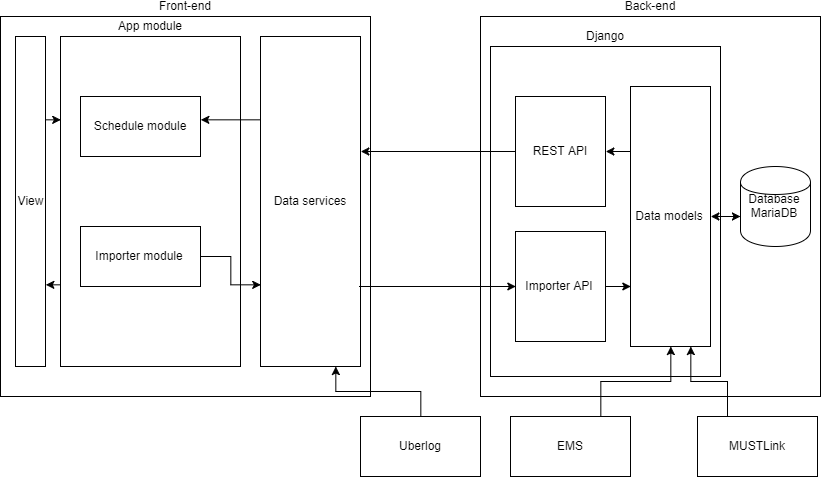 Front-end
Back-end
App module
Django
Schedule module
REST API
View
Data services
Data models
Database
MariaDB
Importer module
Importer API
Uberlog
EMS
MUSTLink